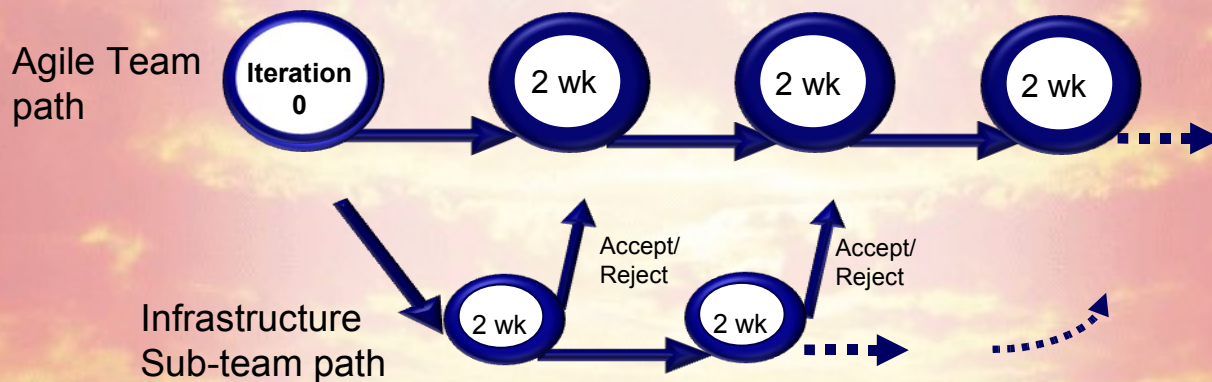 Agile Team
path
Iteration
0
2 wk
2 wk
2 wk
Accept/
Reject
Accept/
Reject
Infrastructure
Sub-team path
2 wk
2 wk